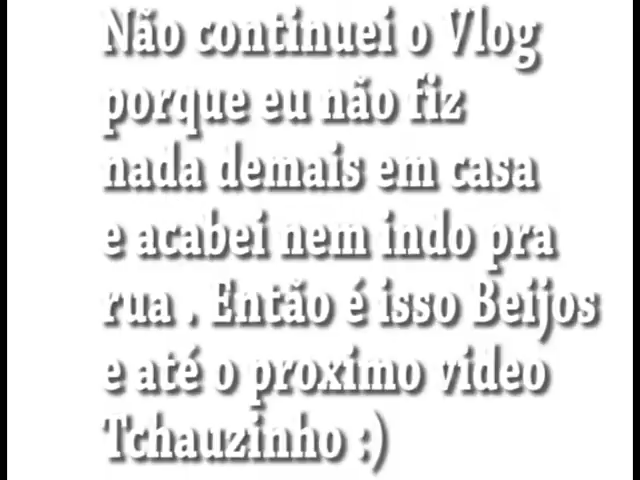 Não continuei o Vlog
porque eu não fiz
nada demais em casa
e acabei nem indo pra
rua . Então é isso Beijos
e até o proximo video
Tchauzinho :)